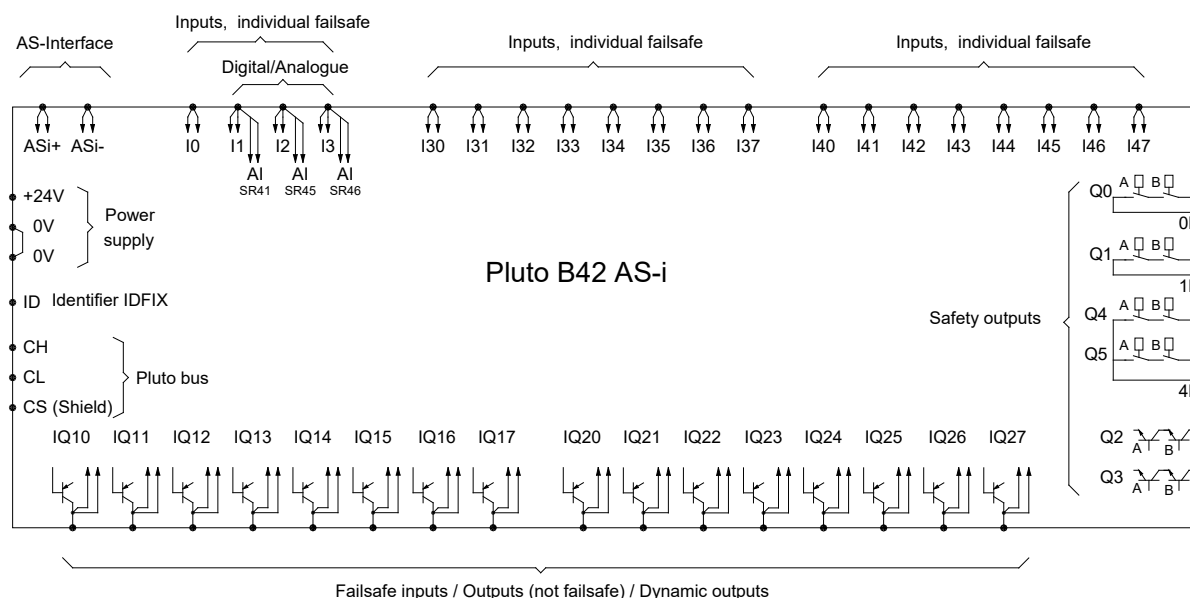 Inputs, individual failsafe
AS-Interface
Inputs, individual failsafe
Inputs, individual failsafe
Digital/Analogue
ASi+ ASi- I0 I1 I2 I3 I30 I31 I32 I33 I34 I35 I36 I37 I40 I41 I42 I43 I44 I45 I46 I47
AI AI AI
SR41 SR45 SR46
+24V
0V
0V
Power
supply
ID Identifier IDFIX
CH
CL
CS (Shield)
Pluto bus
Pluto B42 AS-i
Safety outputs
Q0 A B
Q1 A B
Q4 A B
Q5 A B
Q2 A B
Q3 A B
IQ10 IQ11 IQ12 IQ13 IQ14 IQ15 IQ16 IQ17 IQ20 IQ21 IQ22 IQ23 IQ24 IQ25 IQ26 IQ27
Failsafe inputs / Outputs (not failsafe) / Dynamic outputs